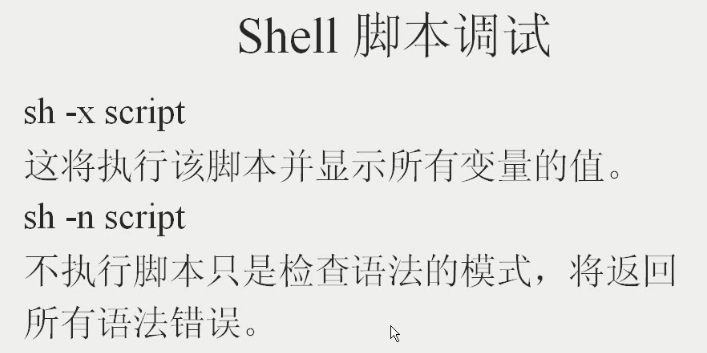 Shell 脚本调试
sh -x script
这将执行该脚本并显示所有变量的值。
sh -n script
不执行脚本只是检查语法的模式，将返回
所有语法错误。